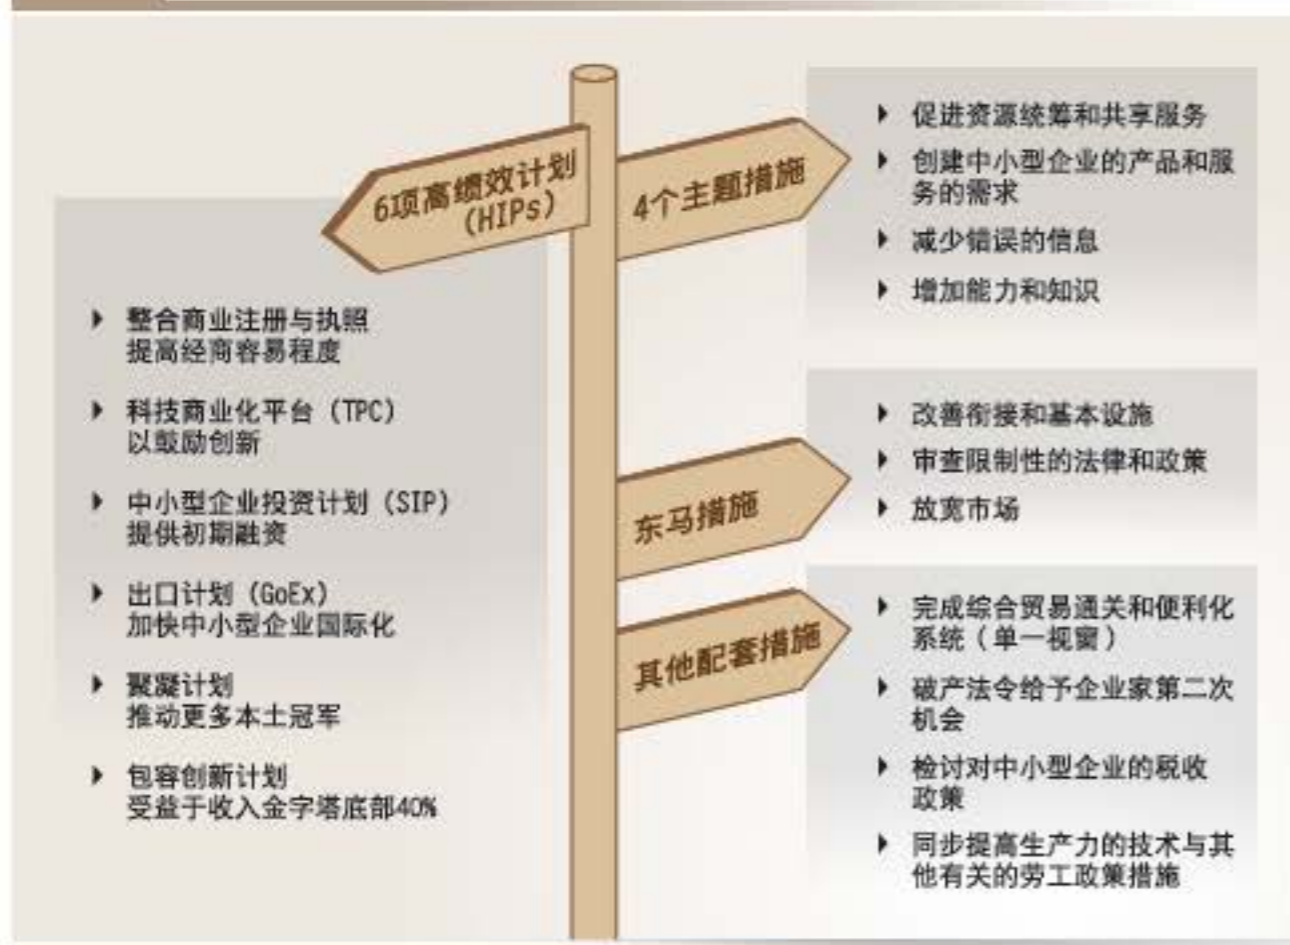 6项高绩效计划
(HIPs)
整合商业注册与执照
提高经商容易程度
科技商业化平台（TPC）
以鼓励创新
中小型企业投资计划（SIP）
提供初期融资
出口计划（GoEx）
加快中小型企业国际化
聚凝计划
推动更多本土冠军
包容创新计划
受益于收入金字塔底部40%
4个主题措施
促进资源统筹和共享服务
创建中小型企业的产品和服
务的需求
减少错误的信息
增加能力和知识
东马措施
改善衔接和基本设施
审查限制性的法律和政策
放宽市场
其他配套措施
完成综合贸易通关和便利化
系统（单一视窗）
破产法令给予企业家第二次
机会
检讨对中小型企业的税收
政策
同步提高生产力的技术与其
他有关的劳工政策措施